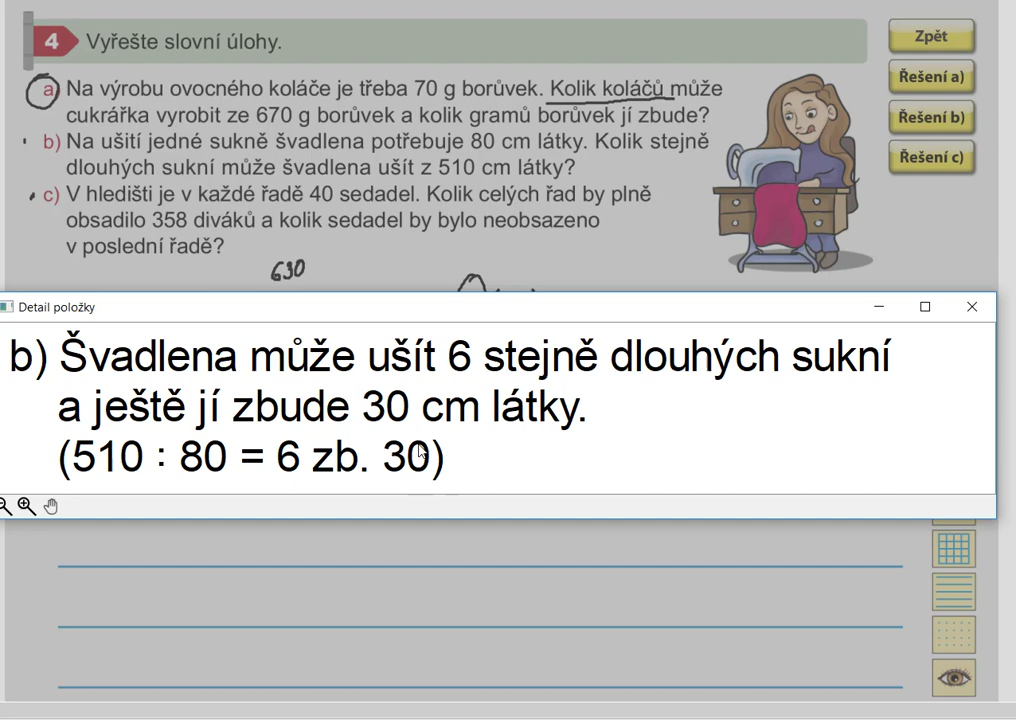 4 Vyřešte slovní úlohy.
Zpět
Řešení a)
Řešení b)
Řešení c)
a) Na výrobu ovocného koláče je třeba 70 g borůvek. Kolik koláčů může
cukrářka vyrobit ze 670 g borůvek a kolik gramů borůvek jí zbude?
b) Na ušití jedné sukně švadlena potřebuje 80 cm látky. Kolik stejně
dlouhých sukní může švadlena ušít z 510 cm látky?
c) V hledišti je v každé řadě 40 sedadel. Kolik celých řad by plně
obsadilo 358 diváků a kolik sedadel by bylo neobsazeno
v poslední řadě?
630
Detail položky
b) Švadlena může ušít 6 stejně dlouhých sukní
a ještě jí zbude 30 cm látky.
(510 : 80 = 6 zb. 30)